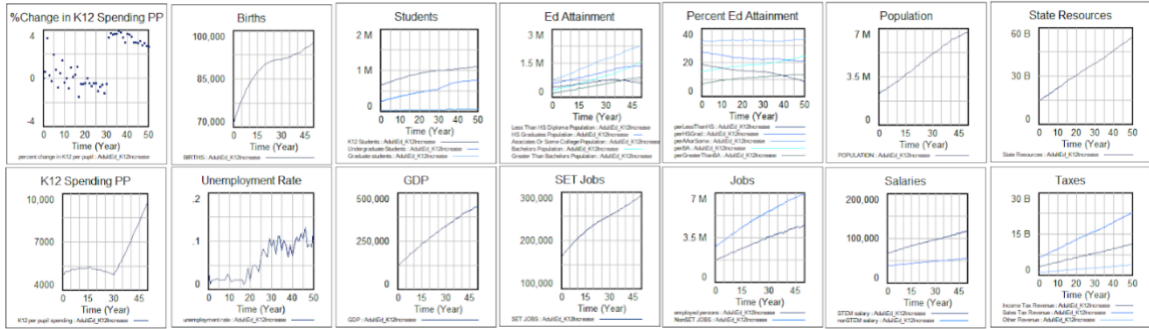 %Change in K12 Spending PP
4
0
-4
0 10 20 30 40 50
Time (Year)
percent change in K12 per pupil : AdultEd_K12Increase
Births
100,000
85,000
70,000
0 15 30 45
Time (Year)
BIRTHS : AdultEd_K12Increase
Students
2 M
1 M
0
0 10 20 30 40 50
Time (Year)
K12 Students : AdultEd_K12Increase
Undergraduate Students : AdultEd_K12Increase
Graduate students : AdultEd_K12Increase
Ed Attainment
3 M
1.5 M
0
0 15 30 45
Time (Year)
Less Than HS Diploma Population : AdultEd_K12Increase
HS Graduates Population : AdultEd_K12Increase
Asociates Or Some College Population : AdultEd_K12Increase
Bachelors Population : AdultEd_K12Increase
Greater Than Bachelors Population : AdultEd_K12Increase
Percent Ed Attainment
40
30
20
10
0
0 10 20 30 40 50
Time (Year)
perLessThanHS : AdultEd_K12Increase
perHSGrad : AdultEd_K12Increase
perAforSome : AdultEd_K12Increase
perBA : AdultEd_K12Increase
perGreaterThanBA : AdultEd_K12Increase
Population
7 M
3.5 M
0
0 15 30 45
Time (Year)
POPULATION : AdultEd_K12Increase
State Resources
60 B
30 B
0
0 10 20 30 40 50
Time (Year)
State Resources : AdultEd_K12Increase
K12 Spending PP
10,000
7000
4000
0 15 30 45
Time (Year)
K12 per pupil spending : AdultEd_K12Increase
Unemployment Rate
.2
.1
0
0 10 20 30 40 50
Time (Year)
unemployment rate : AdultEd_K12Increase
GDP
500,000
250,000
0
0 15 30 45
Time (Year)
GDP : AdultEd_K12Increase
SET Jobs
300,000
200,000
100,000
0 15 30 45
Time (Year)
SET JOBS : AdultEd_K12Increase
Jobs
7 M
3.5 M
0
0 15 30 45
Time (Year)
employed persons : AdultEd_K12Increase
NonSET JOBS : AdultEd_K12Increase
Salaries
200,000
100,000
0
0 15 30 45
Time (Year)
STEM salary : AdultEd_K12Increase
nonSTEM salary : AdultEd_K12Increase
Taxes
30 B
15 B
0
0 10 20 30 40 50
Time (Year)
Income Tax Revenue : AdultEd_K12Increase
Sales Tax Revenue : AdultEd_K12Increase
Other Revenue : AdultEd_K12Increase